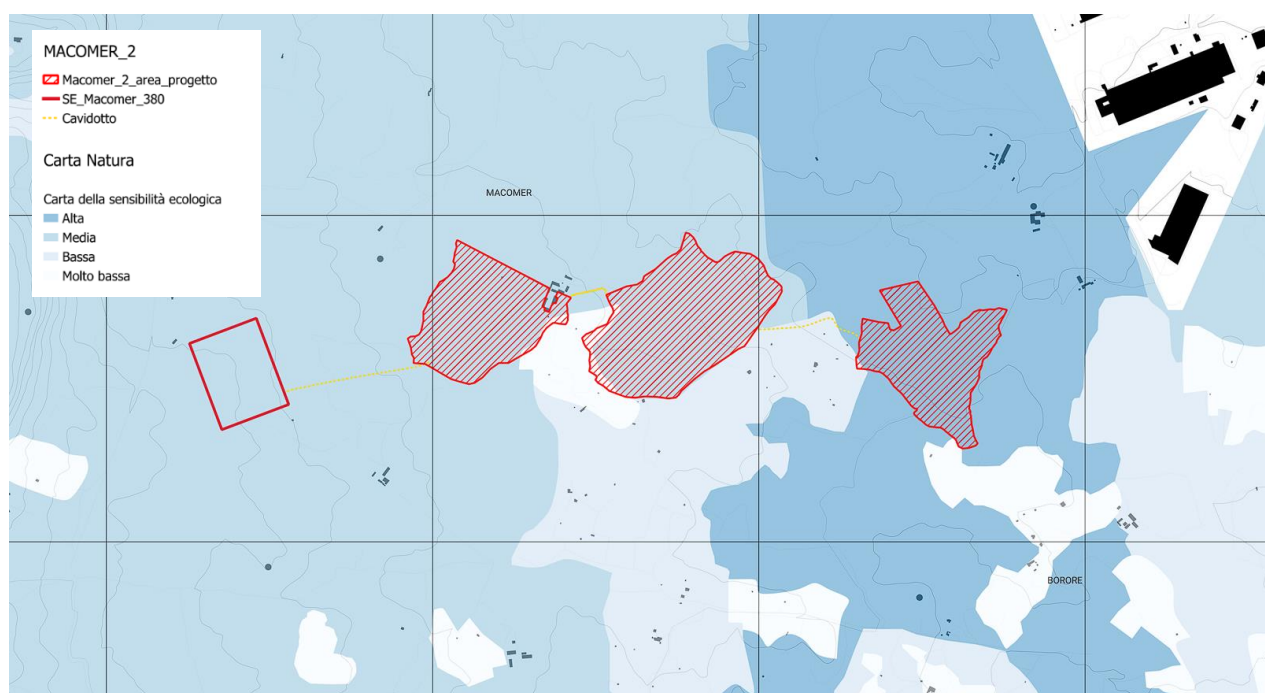 MACOMER_2
Macomer_2_area_progetto
SE_Macomer_380
Cavidotto
Carta Natura
Carta della sensibilità ecologica
Alta
Media
Bassa
Molto bassa
MACOMER
BORORE